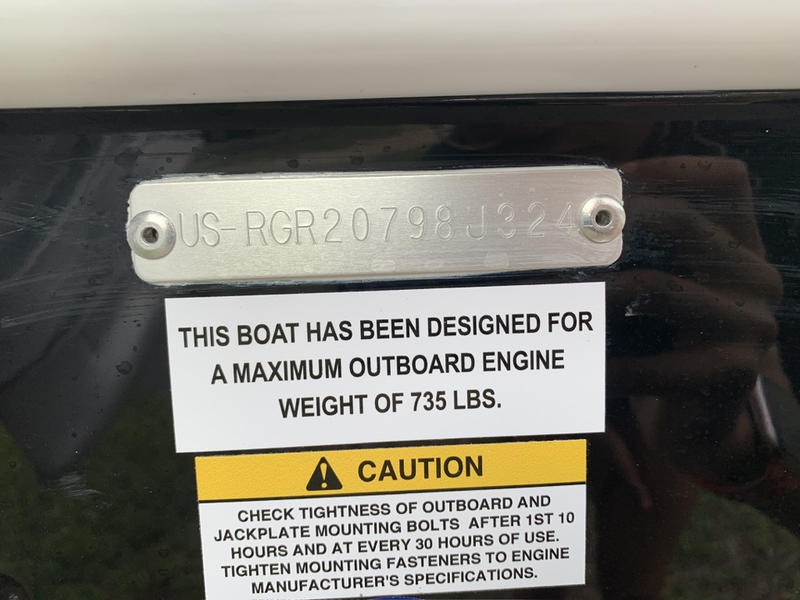 US-RGR20798J324
THIS BOAT HAS BEEN DESIGNED FOR
A MAXIMUM OUTBOARD ENGINE
WEIGHT OF 735 LBS.
CAUTION
CHECK TIGHTNESS OF OUTBOARD AND
JACKPLATE MOUNTING BOLTS AFTER 1ST 10
HOURS AND AT EVERY 30 HOURS OF USE.
TIGHTEN MOUNTING FASTENERS TO ENGINE
MANUFACTURER'S SPECIFICATIONS.